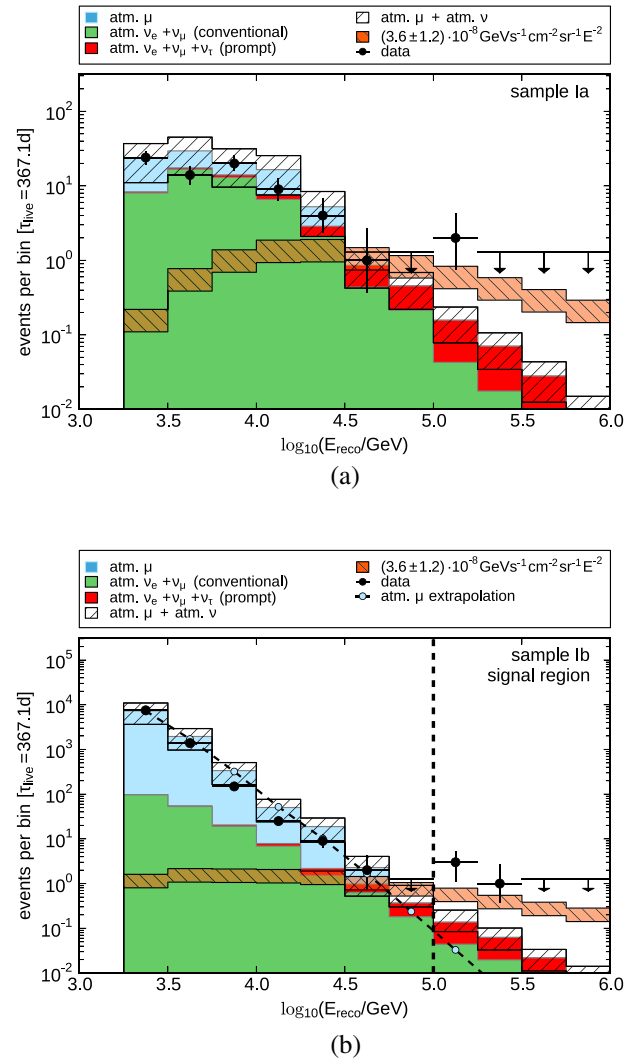 atm. μ
atm. νe + νμ (conventional)
atm. νe + νμ + ντ (prompt)
atm. μ + atm. ν
(3.6±1.2)·10⁻⁸GeVs⁻¹cm⁻²sr⁻¹E⁻²
data
sample Ia
events per bin [τlive=367.1d]
10²
10¹
10⁰
10⁻¹
10⁻²
3.0 3.5 4.0 4.5 5.0 5.5 6.0
log₁₀(Ereco/GeV)
(a)
atm. μ
atm. νe + νμ (conventional)
atm. νe + νμ + ντ (prompt)
atm. μ + atm. ν
(3.6±1.2)·10⁻⁸GeVs⁻¹cm⁻²sr⁻¹E⁻²
data
atm. μ extrapolation
sample Ib
signal region
events per bin [τlive=367.1d]
10⁵
10⁴
10³
10²
10¹
10⁰
10⁻¹
10⁻²
3.0 3.5 4.0 4.5 5.0 5.5 6.0
log₁₀(Ereco/GeV)
(b)